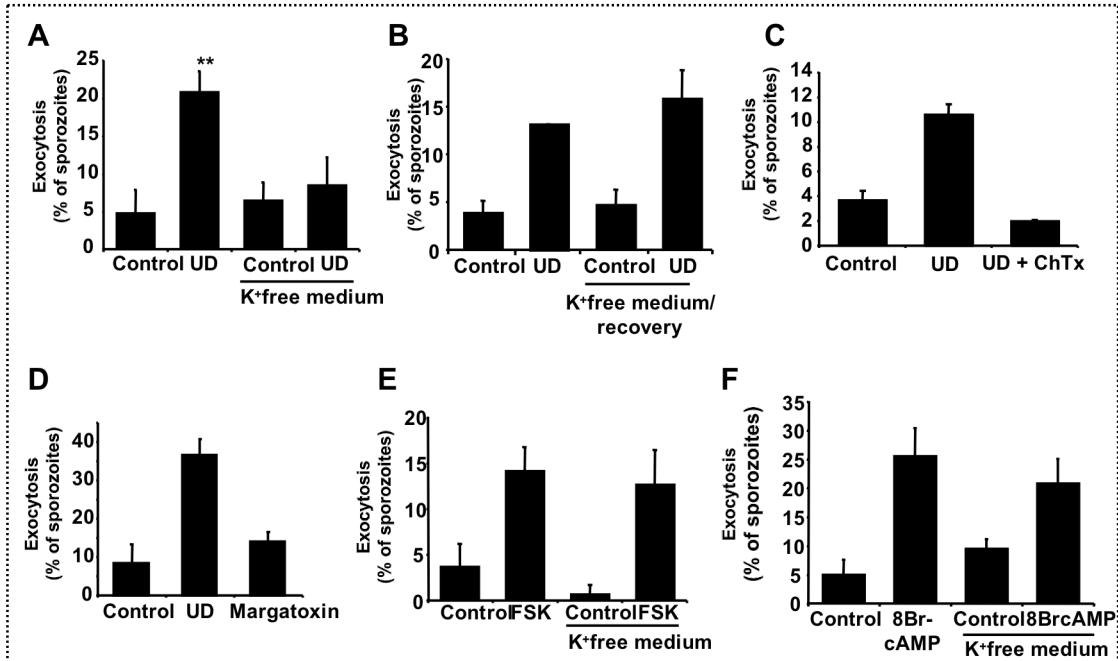 A
Exocytosis
(% of sporozoites)
25
20
15
10
5
0
**
Control UD
Control UD
K+free medium
B
Exocytosis
(% of sporozoites)
20
15
10
5
0
Control UD
Control UD
K+free medium/
recovery
C
Exocytosis
(% of sporozoites)
14
12
10
8
6
4
2
0
Control UD UD + ChTx
D
Exocytosis
(% of sporozoites)
40
30
20
10
0
Control UD Margatoxin
E
Exocytosis
(% of sporozoites)
20
15
10
5
0
Control FSK
Control FSK
K+free medium
F
Exocytosis
(% of sporozoites)
35
30
25
20
15
10
5
0
Control 8Br-
cAMP
Control 8BrcAMP
K+free medium